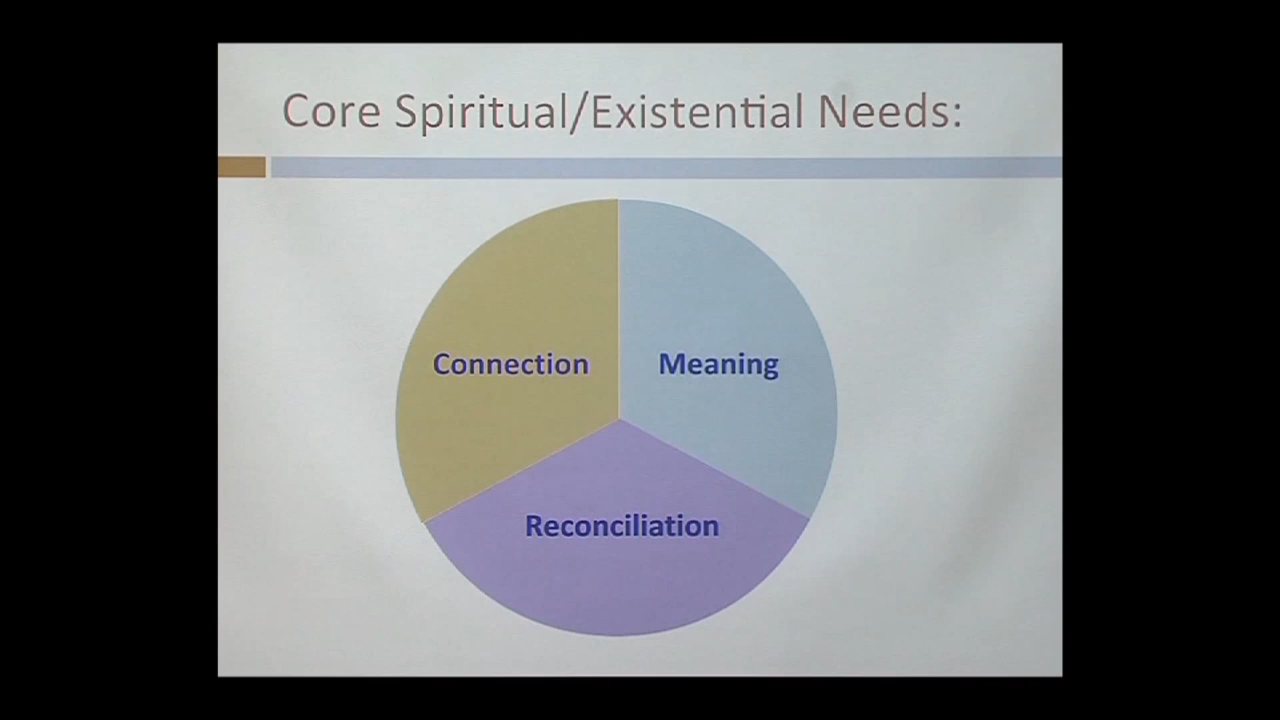 Core Spiritual/Existential Needs:
Connection
Meaning
Reconciliation